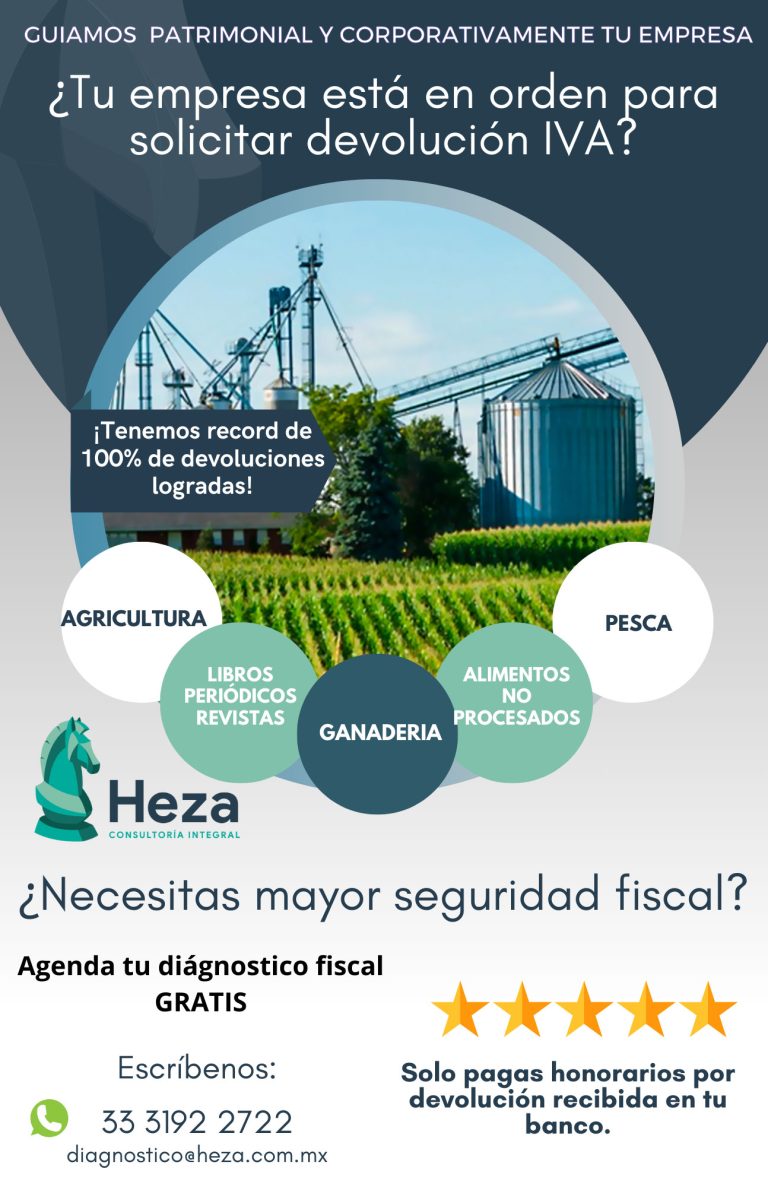 GUIAMOS PATRIMONIAL Y CORPORATIVAMENTE TU EMPRESA
¿Tu empresa está en orden para
solicitar devolución IVA?
¡Tenemos record de
100% de devoluciones
logradas!
AGRICULTURA
LIBROS
PERIÓDICOS
REVISTAS
GANADERIA
ALIMENTOS
NO
PROCESADOS
PESCA
Heza
CONSULTORÍA INTEGRAL
¿Necesitas mayor seguridad fiscal?
Agenda tu diágnostico fiscal
GRATIS
Escríbenos:
33 3192 2722
diagnostico@heza.com.mx
Solo pagas honorarios por
devolución recibida en tu
banco.